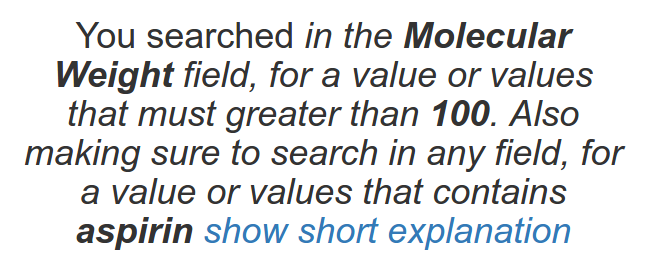 You searched in the Molecular
Weight field, for a value or values
that must greater than 100. Also
making sure to search in any field, for
a value or values that contains
aspirin show short explanation